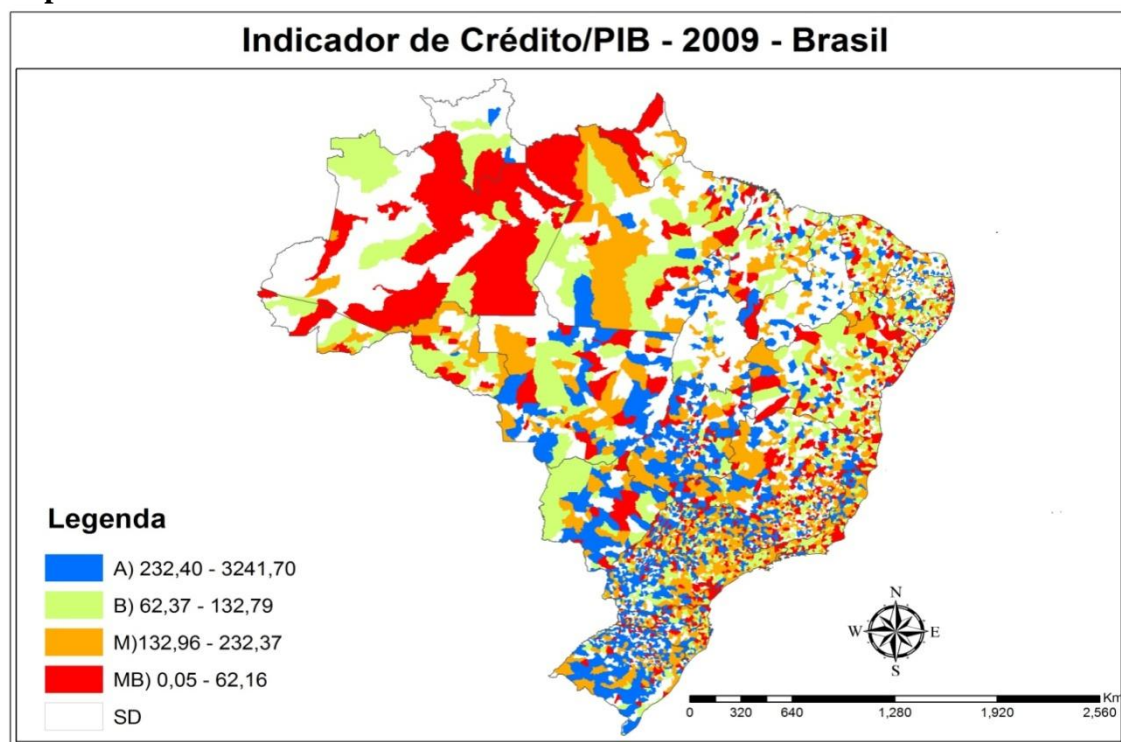 Indicador de Crédito/PIB - 2009 - Brasil
Legenda
A) 232,40 - 3241,70
B) 62,37 - 132,79
M)132,96 - 232,37
MB) 0,05 - 62,16
SD
N
W E
S
Km
0 320 640 1,280 1,920 2,560